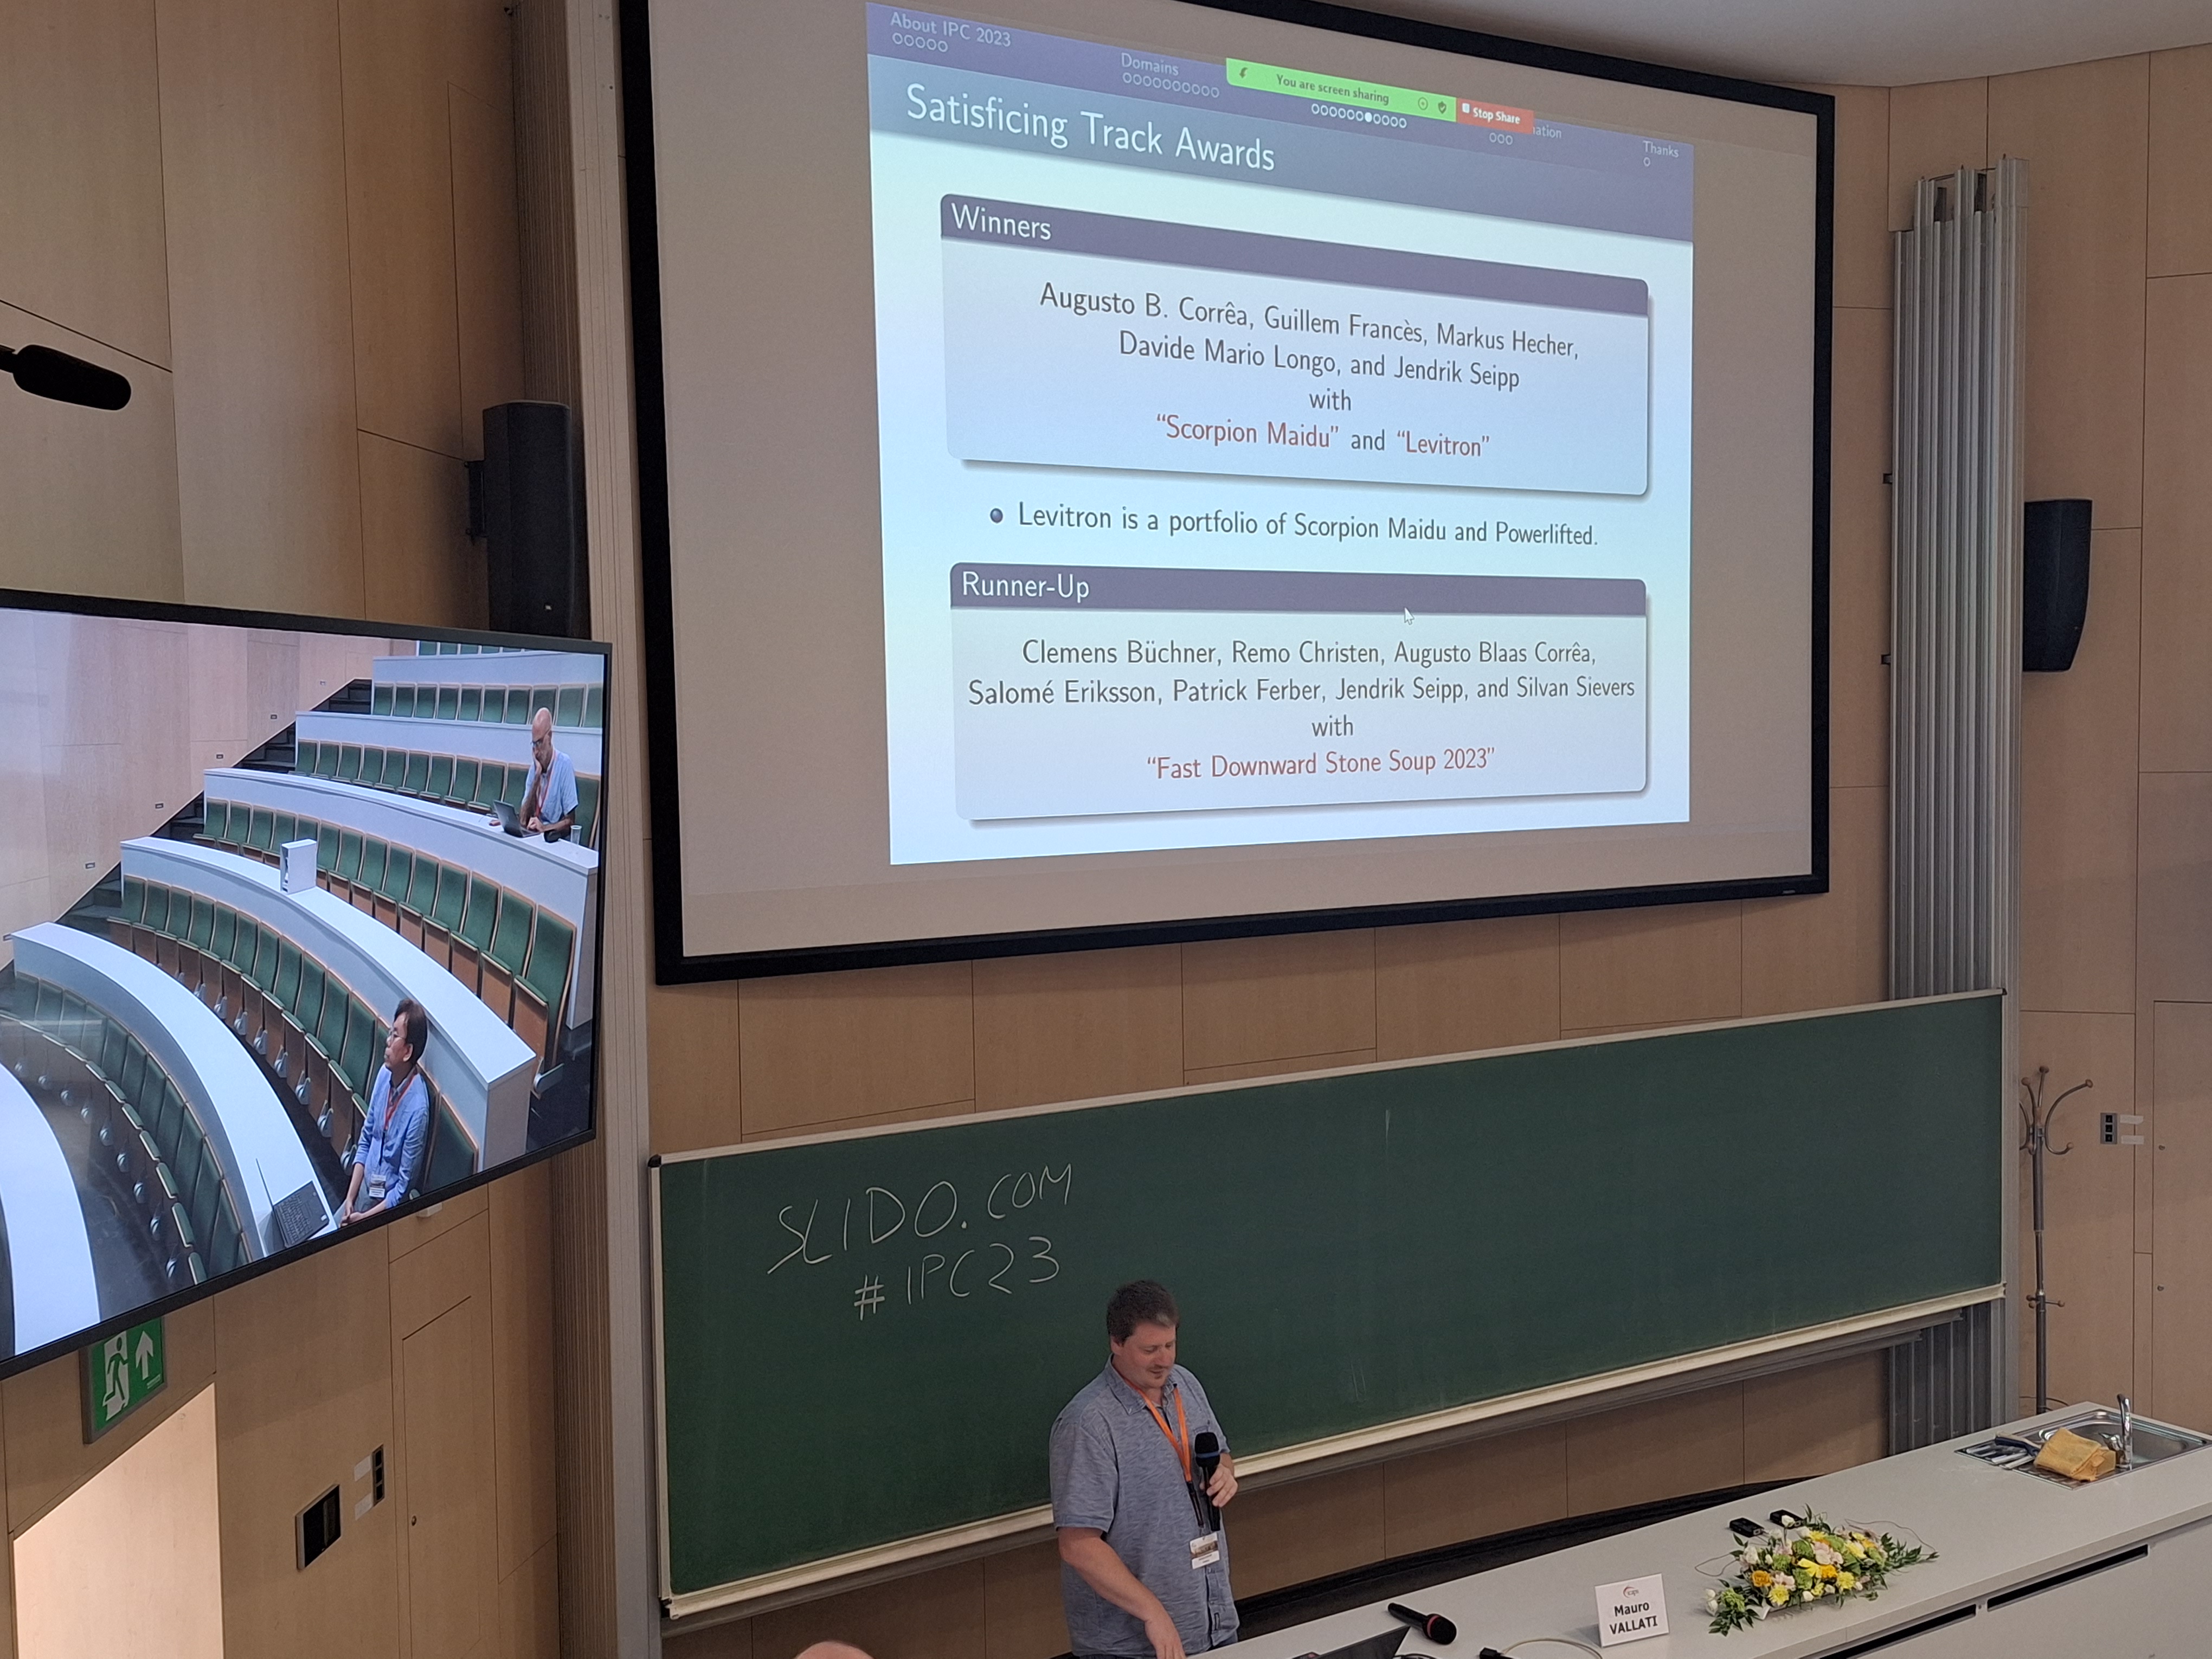 About IPC 2023
Domains
You are screen sharing
Stop Share
Thanks
Satisficing Track Awards
Winners
Augusto B. Corrêa, Guillem Francès, Markus Hecher,
Davide Mario Longo, and Jendrik Seipp
with
“Scorpion Maidu” and “Levitron”
Levitron is a portfolio of Scorpion Maidu and Powerlifted.
Runner-Up
Clemens Büchner, Remo Christen, Augusto Blaas Corrêa,
Salomé Eriksson, Patrick Ferber, Jendrik Seipp, and Silvan Sievers
with
“Fast Downward Stone Soup 2023”
SLIDO.COM
#IPC23
Mauro
VALLATI